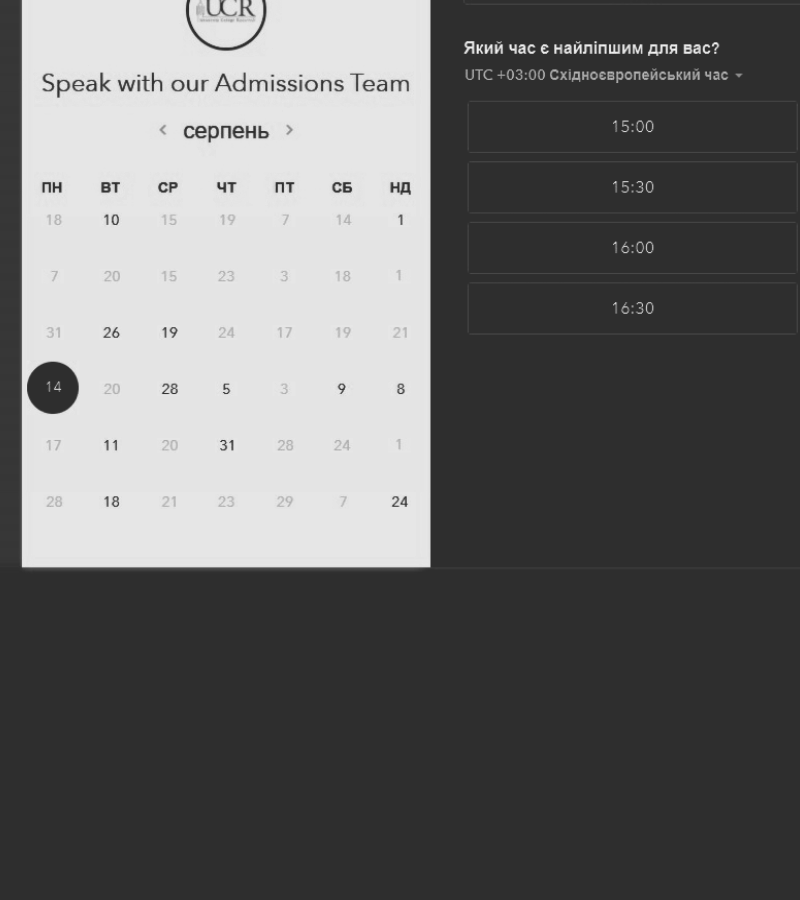 UCR
Speak with our Admissions Team
серпень
ПН ВТ СР ЧТ ПТ СБ НД
18 10 15 19 7 14 1
7 20 15 23 3 18 1
31 26 19 24 17 19 21
14 20 28 5 3 9 8
17 11 20 31 28 24 1
28 18 21 23 29 7 24
Який час є найліпшим для вас?
UTC +03:00 Східноєвропейський час
15:00
15:30
16:00
16:30